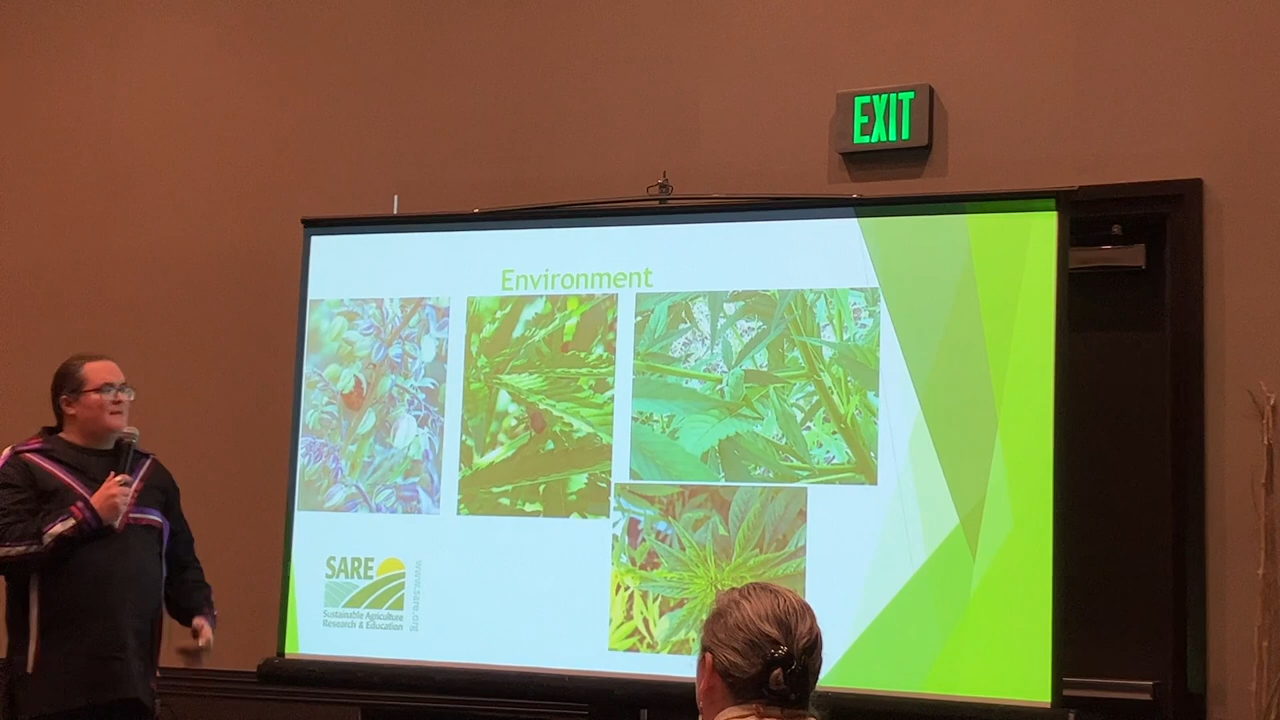 EXIT
Environment
SARE
Sustainable Agriculture
Research & Education
www.sare.org